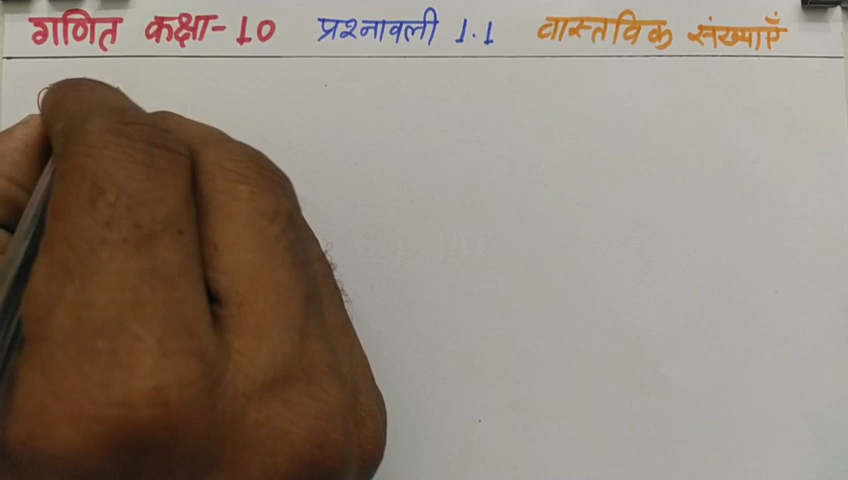 गणित कक्षा-10 प्रश्नावली 1.1 वास्तविक संख्याएँ